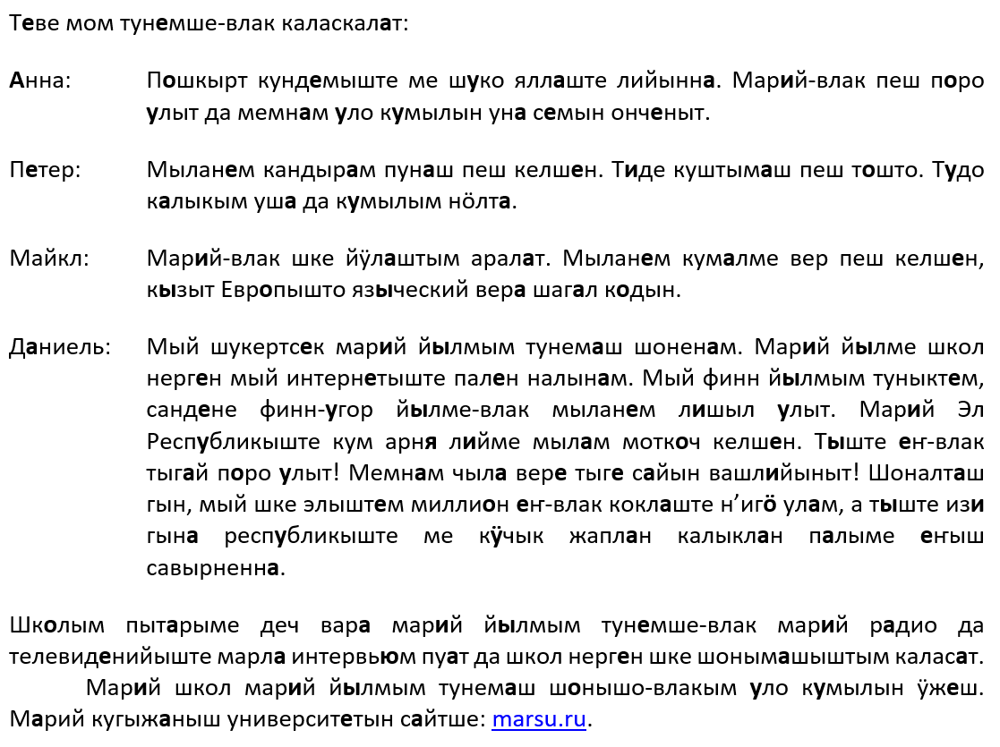 Теве мом тунемше-влак каласкалат:
Анна: Пошкырт кундемыште ме шуко яллаште лийынна. Марий-влак пеш поро
улыт да мемнам уло кумылын уна семын онченыт.
Петер: Мыланем кандырам пунаш пеш келшен. Тиде куштымаш пеш тошто. Тудо
калыкым уша да кумылым нӧлта.
Майкл: Марий-влак шке йӱлаштым аралат. Мыланем кумалме вер пеш келшен,
кызыт Европышто языческий вера шагал кодын.
Даниель: Мый шукертсек марий йылмым тунемаш шоненам. Марий йылме школ
нерген мый интернетыште пален налынам. Мый финн йылмым туныктем,
сандене финн-угор йылме-влак мыланем лишыл улыт. Марий Эл
Республикыште кум арня лийме мылам моткоч келшен. Тыште еҥ-влак
тыгай поро улыт! Мемнам чыла вере тыге сайын вашлийыныт! Шоналташ
гын, мый шке элыштем миллион еҥ-влак коклаште н’игӧ улам, а тыште изи
гына республикыште ме кӱчык жаплан калыклан палыме еҥыш
савырненна.
Школым пытарыме деч вара марий йылмым тунемше-влак марий радио да
телевиденийыште марла интервьюм пуат да школ нерген шке шонымашыштым каласат.
Марий школ марий йылмым тунемаш шонышо-влакым уло кумылын ӱжеш.
Марий кугыжаныш университетын сайтше: marsu.ru.